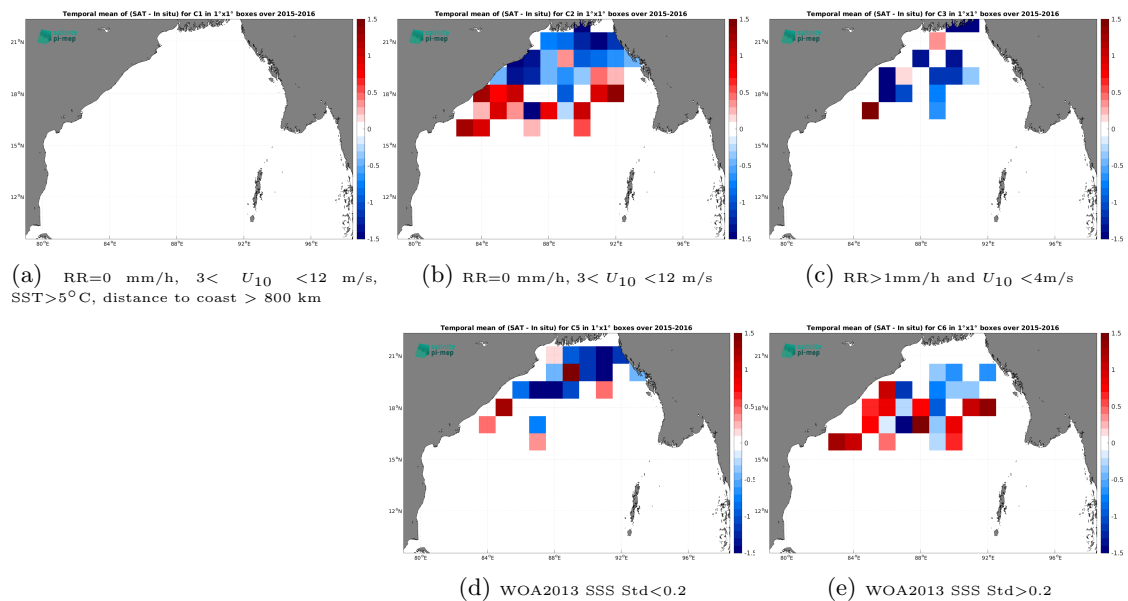 Temporal mean of (SAT - In situ) for C1 in 1°x1° boxes over 2015-2016
pi-mep
21°N
18°N
15°N
12°N
80°E 84°E 88°E 92°E 96°E
1.5
1
0.5
0
-0.5
-1
-1.5
(a) RR=0 mm/h, 3< U10 <12 m/s,
SST>5°C, distance to coast > 800 km
Temporal mean of (SAT - In situ) for C2 in 1°x1° boxes over 2015-2016
pi-mep
21°N
18°N
15°N
12°N
80°E 84°E 88°E 92°E 96°E
1.5
1
0.5
0
-0.5
-1
-1.5
(b) RR=0 mm/h, 3< U10 <12 m/s
Temporal mean of (SAT - In situ) for C3 in 1°x1° boxes over 2015-2016
pi-mep
21°N
18°N
15°N
12°N
80°E 84°E 88°E 92°E 96°E
1.5
1
0.5
0
-0.5
-1
-1.5
(c) RR>1mm/h and U10 <4m/s
Temporal mean of (SAT - In situ) for C5 in 1°x1° boxes over 2015-2016
pi-mep
21°N
18°N
15°N
12°N
80°E 84°E 88°E 92°E 96°E
1.5
1
0.5
0
-0.5
-1
-1.5
(d) WOA2013 SSS Std<0.2
Temporal mean of (SAT - In situ) for C6 in 1°x1° boxes over 2015-2016
pi-mep
21°N
18°N
15°N
12°N
80°E 84°E 88°E 92°E 96°E
1.5
1
0.5
0
-0.5
-1
-1.5
(e) WOA2013 SSS Std>0.2